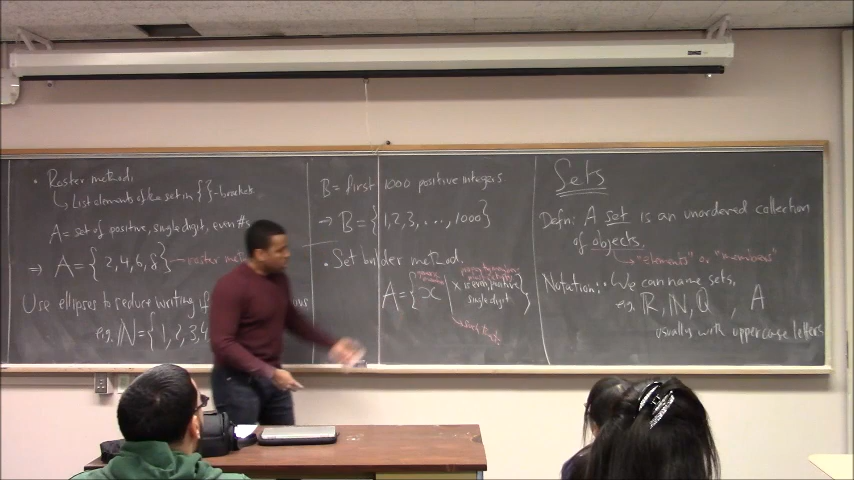 • Roster method.
↳ List elements of the set in { }-brackets
A = set of positive, single digit, even #s
⇒ A = { 2, 4, 6, 8 } — roster
Use ellipses to reduce writing if
e.g. ℕ = { 1, 2, 3, 4
B = first 1000 positive integers
→ B = { 1, 2, 3, . . . , 1000 }
• Set builder method.
A = { x | x is even, positive
single digit }
Sets
Defn: A set is an unordered collection
of objects.
↳ "elements" or "members"
Notation: • We can name sets,
e.g. ℝ, ℕ, ℚ , A
usually with uppercase letters